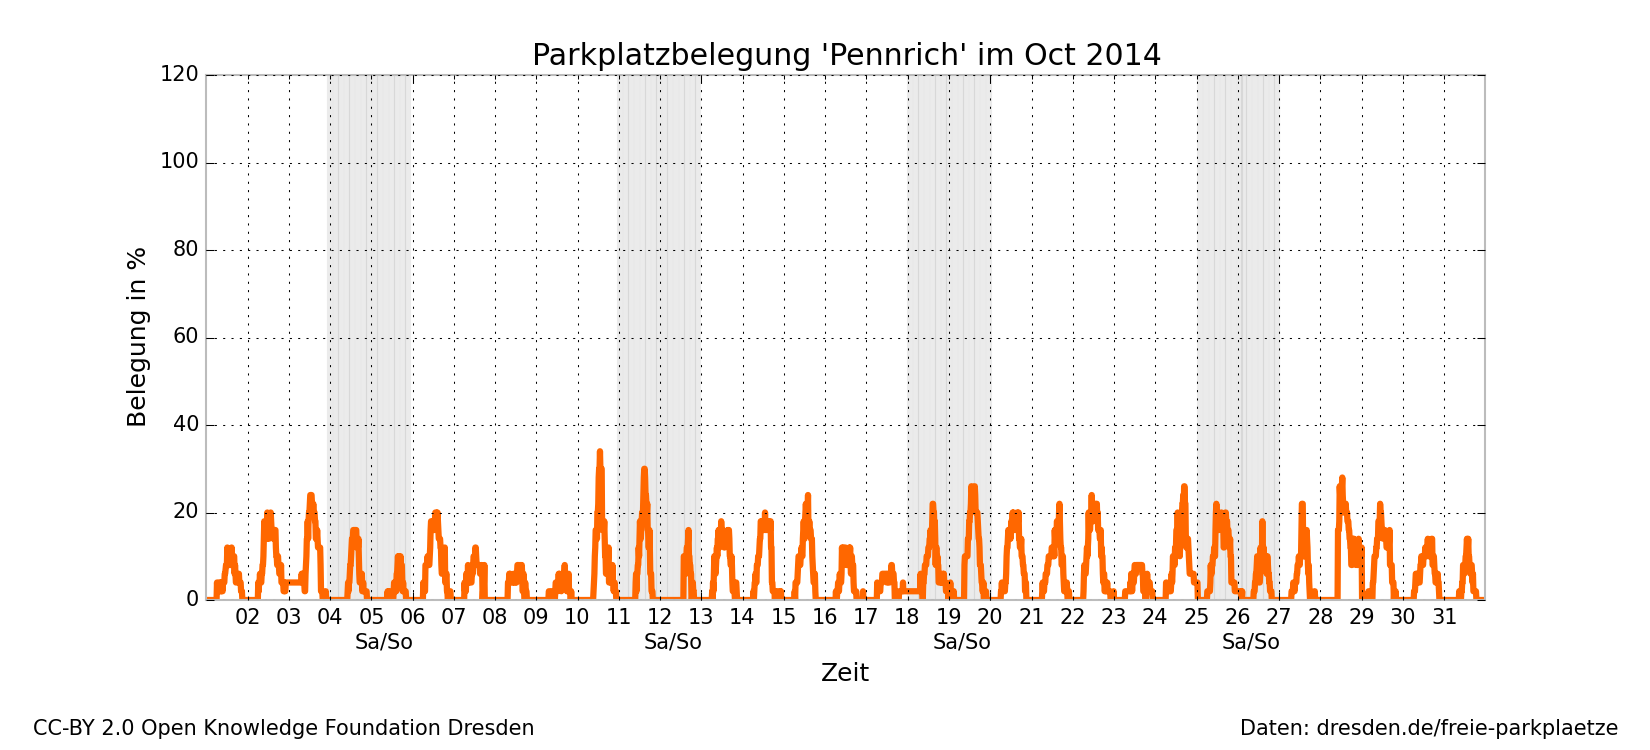 Parkplatzbelegung 'Pennrich' im Oct 2014
120
100
80
60
40
20
0
Belegung in %
02 03 04 05 06 07 08 09 10 11 12 13 14 15 16 17 18 19 20 21 22 23 24 25 26 27 28 29 30 31
Sa/So Sa/So Sa/So Sa/So
Zeit
CC-BY 2.0 Open Knowledge Foundation Dresden
Daten: dresden.de/freie-parkplaetze